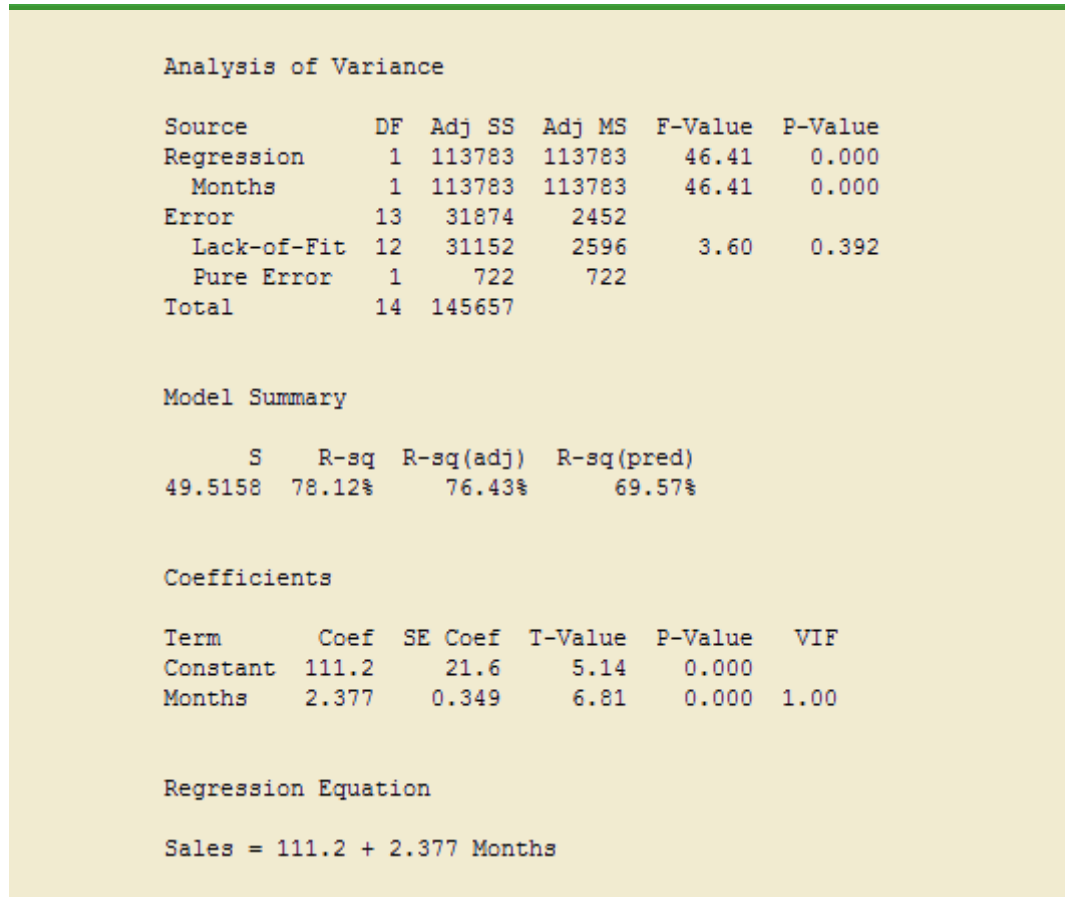 Analysis of Variance
Source DF Adj SS Adj MS F-Value P-Value
Regression 1 113783 113783 46.41 0.000
Months 1 113783 113783 46.41 0.000
Error 13 31874 2452
Lack-of-Fit 12 31152 2596 3.60 0.392
Pure Error 1 722 722
Total 14 145657
Model Summary
S R-sq R-sq(adj) R-sq(pred)
49.5158 78.12% 76.43% 69.57%
Coefficients
Term Coef SE Coef T-Value P-Value VIF
Constant 111.2 21.6 5.14 0.000
Months 2.377 0.349 6.81 0.000 1.00
Regression Equation
Sales = 111.2 + 2.377 Months